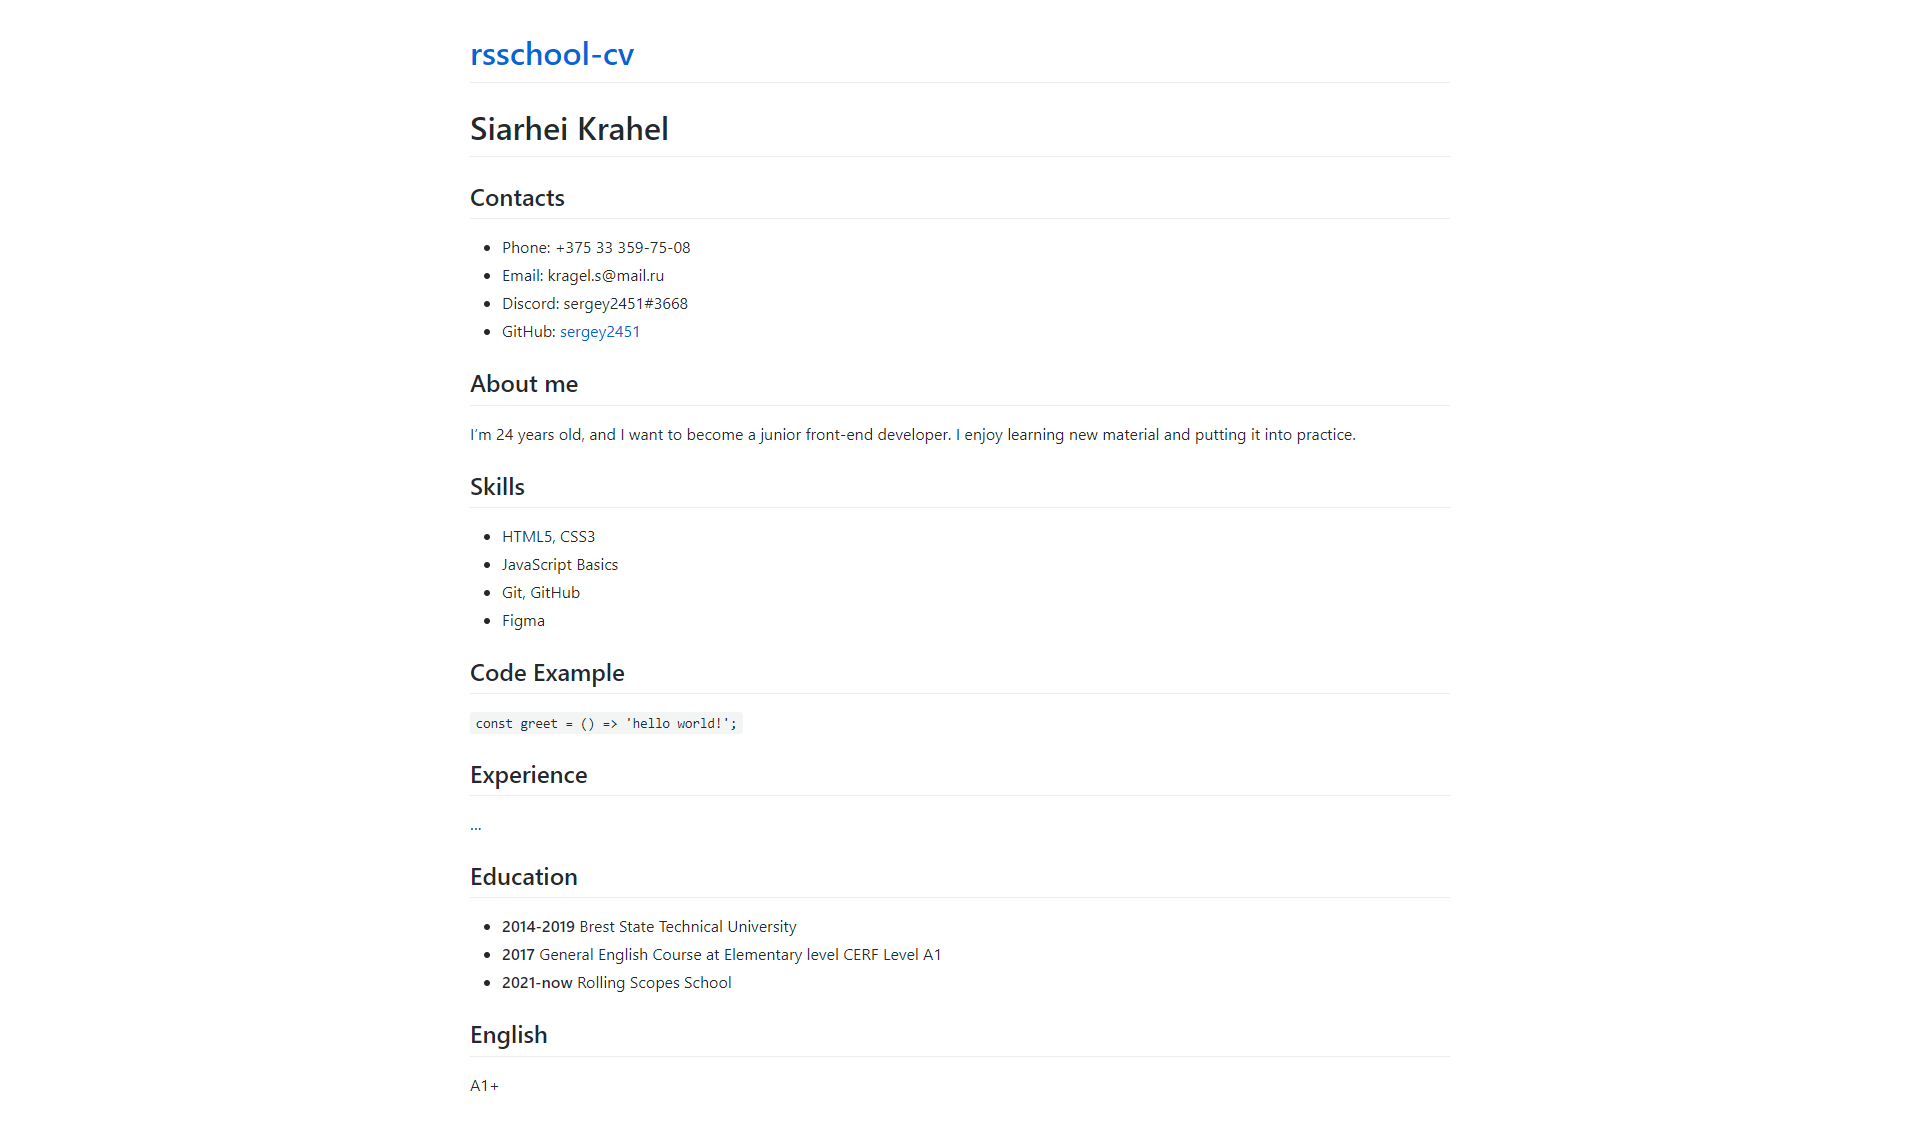 rsschool-cv
Siarhei Krahel
Contacts
Phone: +375 33 359-75-08
Email: kragel.s@mail.ru
Discord: sergey2451#3668
GitHub: sergey2451
About me
I’m 24 years old, and I want to become a junior front-end developer. I enjoy learning new material and putting it into practice.
Skills
HTML5, CSS3
JavaScript Basics
Git, GitHub
Figma
Code Example
const greet = () => 'hello world!';
Experience
...
Education
2014-2019 Brest State Technical University
2017 General English Course at Elementary level CERF Level A1
2021-now Rolling Scopes School
English
A1+